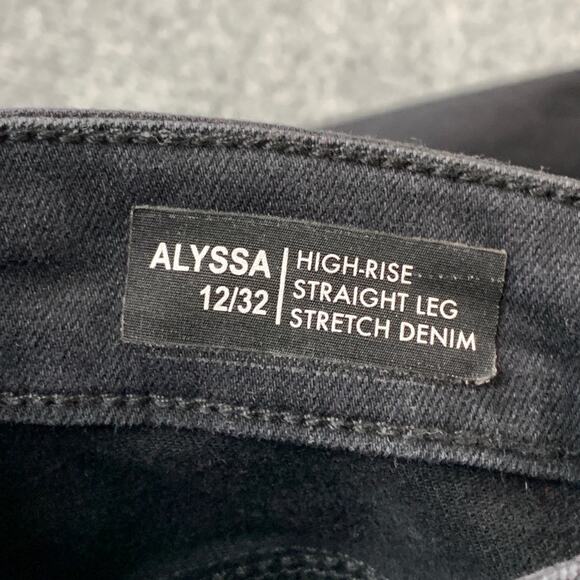 ALYSSA
12/32
HIGH-RISE
STRAIGHT LEG
STRETCH DENIM